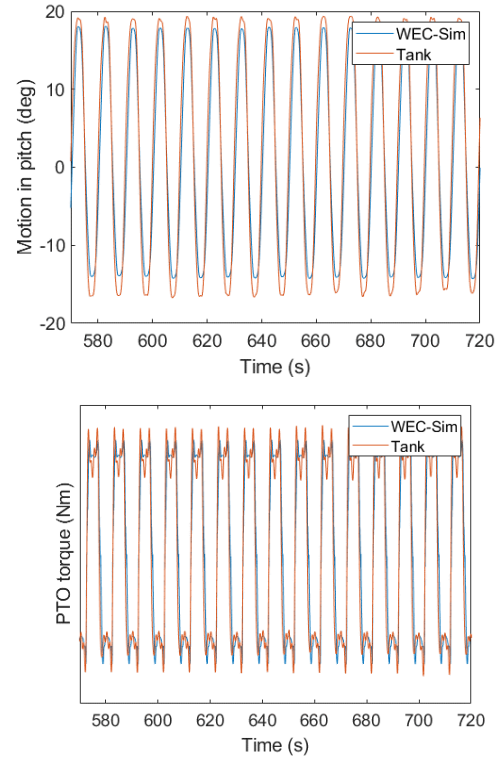 20
10
0
-10
-20
Motion in pitch (deg)
WEC-Sim
Tank
580 600 620 640 660 680 700 720
Time (s)
PTO torque (Nm)
WEC-Sim
Tank
580 600 620 640 660 680 700 720
Time (s)